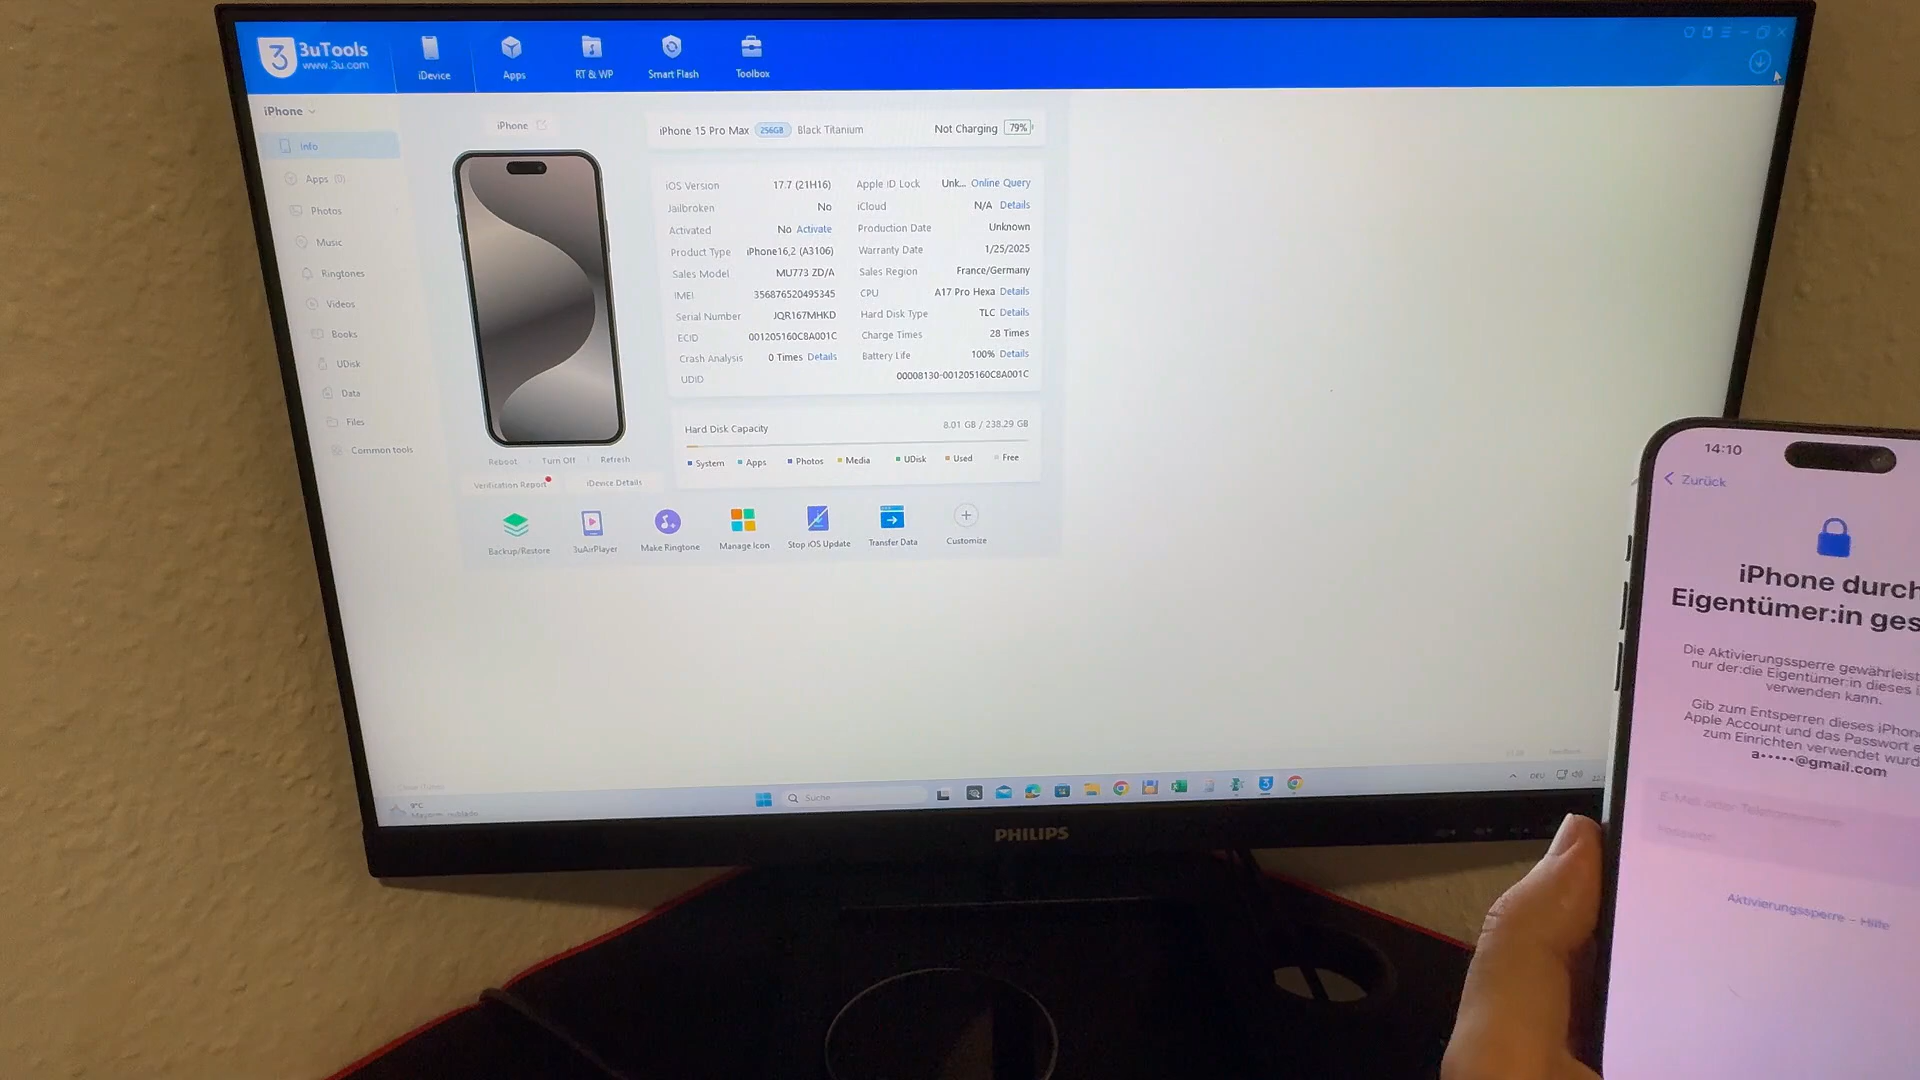 3uTools
www.3u.com
iDevice
Apps
RT & WP
Smart Flash
Toolbox
iPhone
Info
Apps (0)
Photos
Music
Ringtones
Videos
Books
UDisk
Data
Files
Common tools
iPhone
Reboot
Turn Off
Refresh
Verification Report
iDevice Details
iPhone 15 Pro Max 256GB Black Titanium
Not Charging 79%
iOS Version 17.7 (21H16)
Apple ID Lock Unk... Online Query
Jailbroken No
iCloud N/A Details
Activated No Activate
Production Date Unknown
Product Type iPhone16,2 (A3106)
Warranty Date 1/25/2025
Sales Model MU773 ZD/A
Sales Region France/Germany
IMEI 356876520495345
CPU A17 Pro Hexa Details
Serial Number JQR167MHKD
Hard Disk Type TLC Details
ECID 001205160C8A001C
Charge Times 28 Times
Crash Analysis 0 Times Details
Battery Life 100% Details
UDID 00008130-001205160C8A001C
Hard Disk Capacity 8.01 GB / 238.29 GB
System Apps Photos Media UDisk Used Free
Backup/Restore
3uAirPlayer
Make Ringtone
Manage Icon
Stop iOS Update
Transfer Data
Customize
9°C
Suche
DEU
PHILIPS
14:10
Zurück
iPhone durch
Eigentümer:in ges
Die Aktivierungssperre gewährleist
nur der:die Eigentümer:in dieses i
verwenden kann.
Gib zum Entsperren dieses iPhon
Apple Account und das Passwort e
zum Einrichten verwendet wurd
a•••••@gmail.com
E-Mail oder Telefonnummer
Passwort
Aktivierungssperre – Hilfe